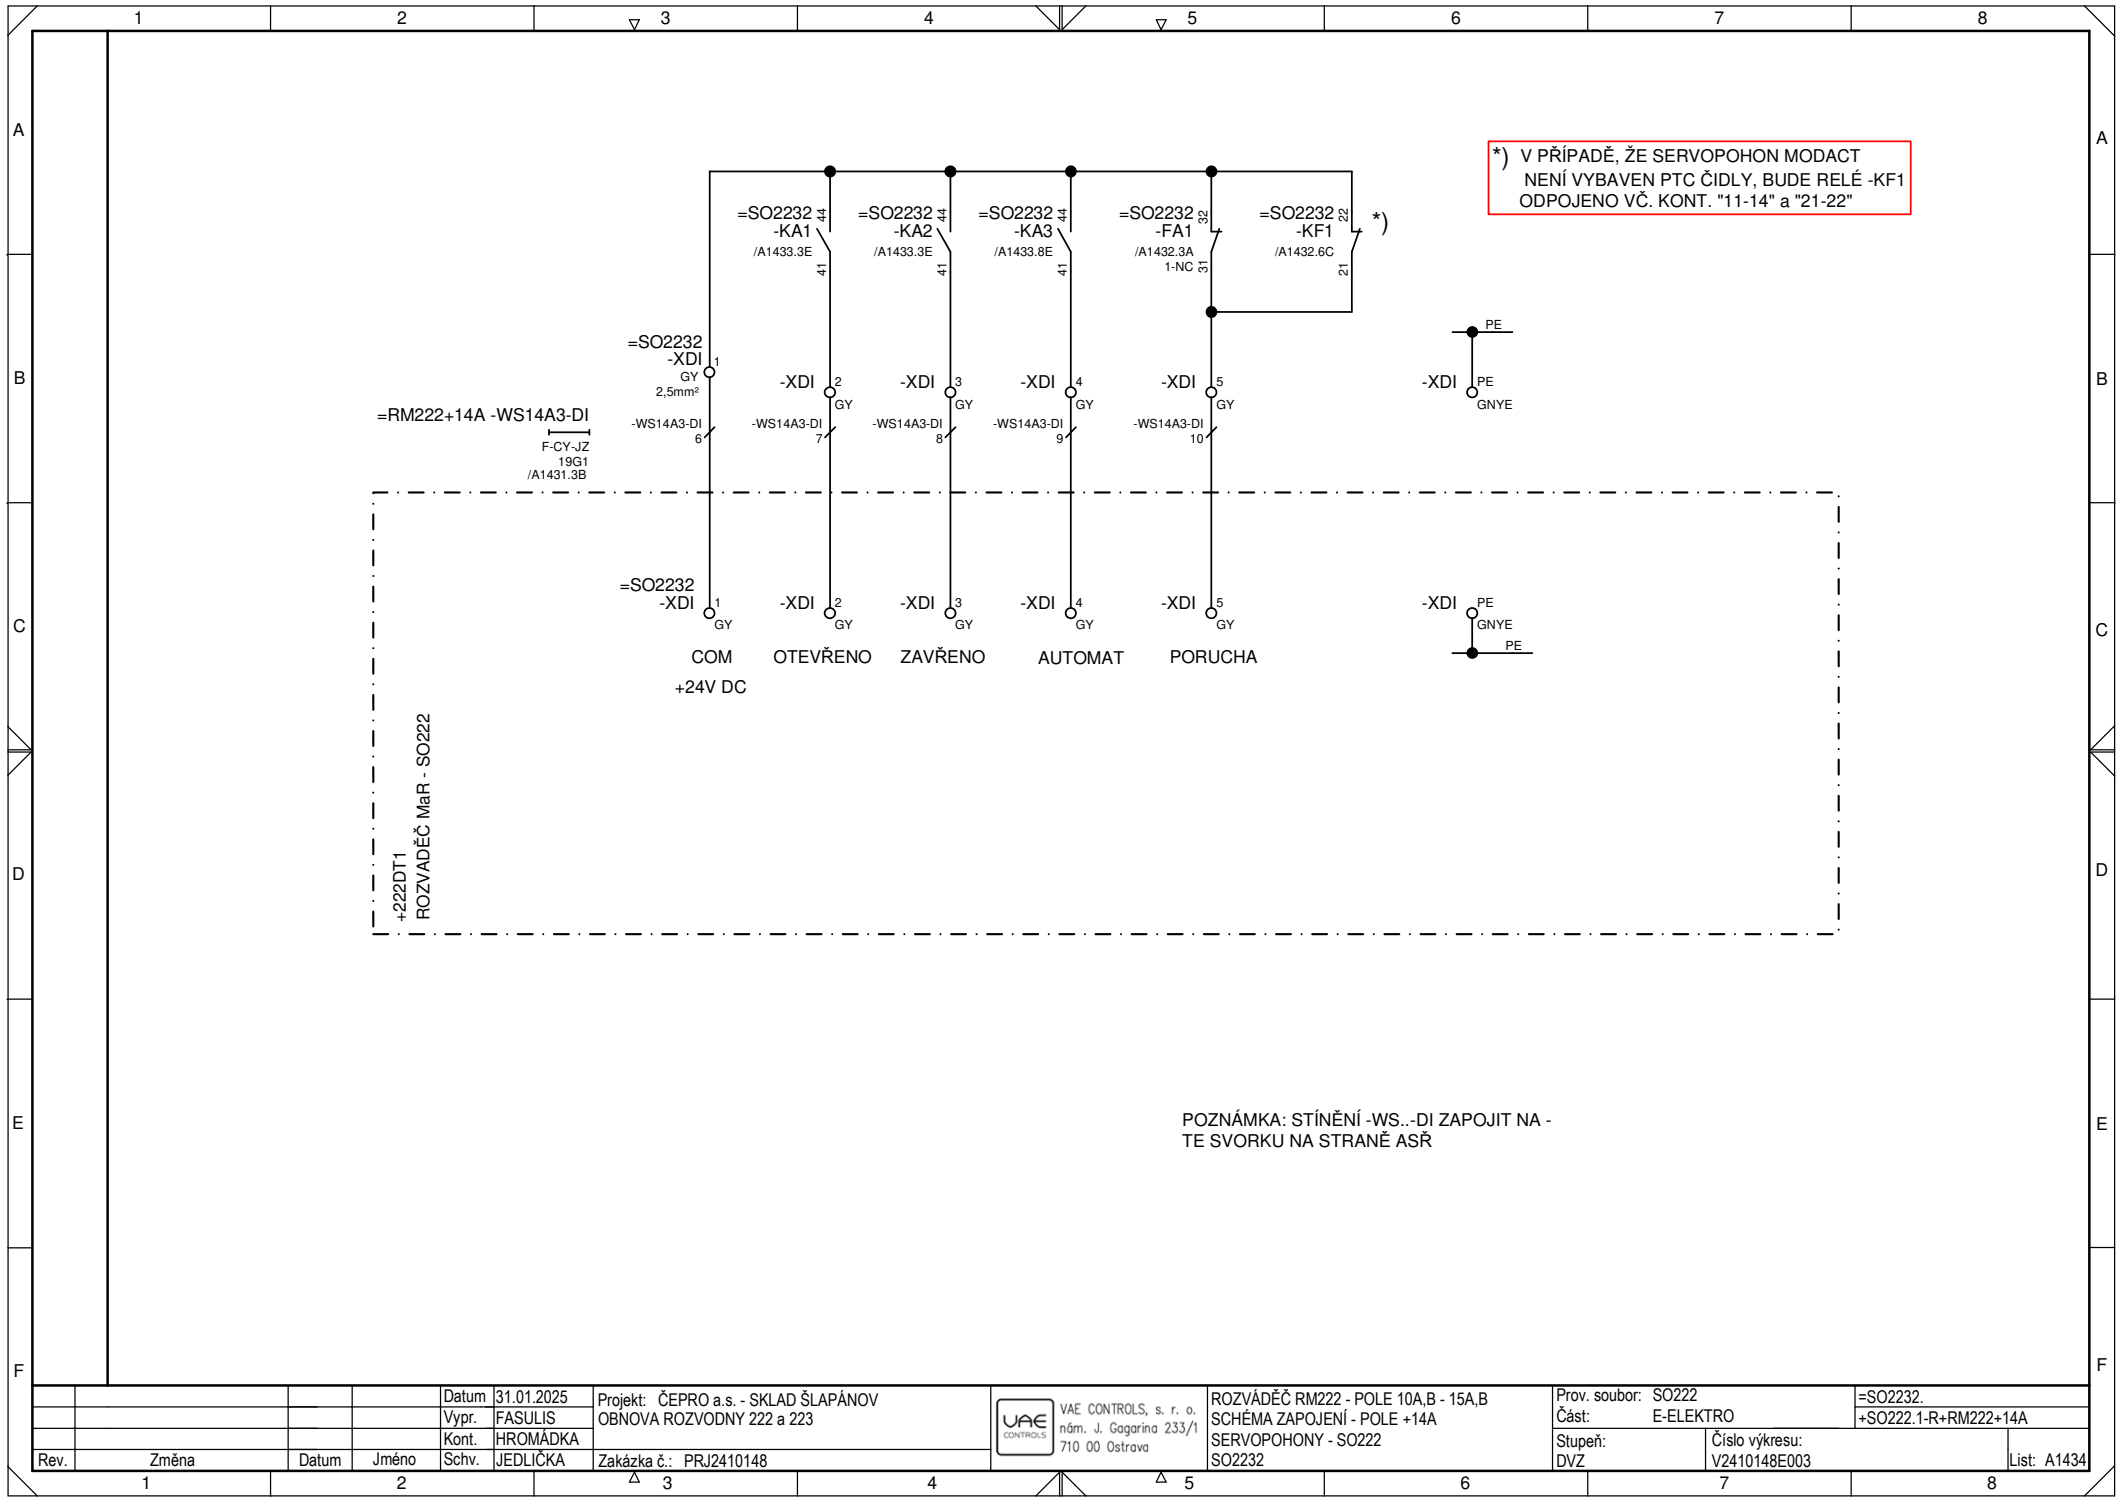 1 2 3 4 5 6 7 8
A A
*) V PŘÍPADĚ, ŽE SERVOPOHON MODACT
NENÍ VYBAVEN PTC ČIDLY, BUDE RELÉ -KF1
ODPOJENO VČ. KONT. "11-14" a "21-22"
=SO2232 44 =SO2232 44 =SO2232 44 =SO2232 32 =SO2232 22 *)
-KA1 -KA2 -KA3 -FA1 -KF1
/A1433.3E /A1433.3E /A1433.8E /A1432.3A /A1432.6C
41 41 41 1-NC 31 21
PE
=SO2232
-XDI 1
GY
2,5mm²
B B
-XDI 2 -XDI 3 -XDI 4 -XDI 5 -XDI PE
GY GY GY GY GNYE
=RM222+14A -WS14A3-DI
F-CY-JZ
19G1
/A1431.3B
-WS14A3-DI -WS14A3-DI -WS14A3-DI -WS14A3-DI -WS14A3-DI
6 7 8 9 10
=SO2232
-XDI 1 -XDI 2 -XDI 3 -XDI 4 -XDI 5 -XDI PE
GY GY GY GY GY GNYE
C C
PE
COM OTEVŘENO ZAVŘENO AUTOMAT PORUCHA
+24V DC
+222DT1
ROZVADĚČ MaR - SO222
D D
E E
POZNÁMKA: STÍNĚNÍ -WS..-DI ZAPOJIT NA -
TE SVORKU NA STRANĚ ASŘ
F F
Datum 31.01.2025
Vypr. FASULIS
Kont. HROMÁDKA
Rev. Změna Datum Jméno Schv. JEDLIČKA
Projekt: ČEPRO a.s. - SKLAD ŠLAPÁNOV
OBNOVA ROZVODNY 222 a 223
Zakázka č.: PRJ2410148
VAE
CONTROLS
VAE CONTROLS, s. r. o.
nám. J. Gagarina 233/1
710 00 Ostrava
ROZVÁDĚČ RM222 - POLE 10A,B - 15A,B
SCHÉMA ZAPOJENÍ - POLE +14A
SERVOPOHONY - SO222
SO2232
Prov. soubor: SO222
Část: E-ELEKTRO
Stupeň:
DVZ
=SO2232.
+SO222.1-R+RM222+14A
Číslo výkresu:
V2410148E003
List: A1434
1 2 3 4 5 6 7 8